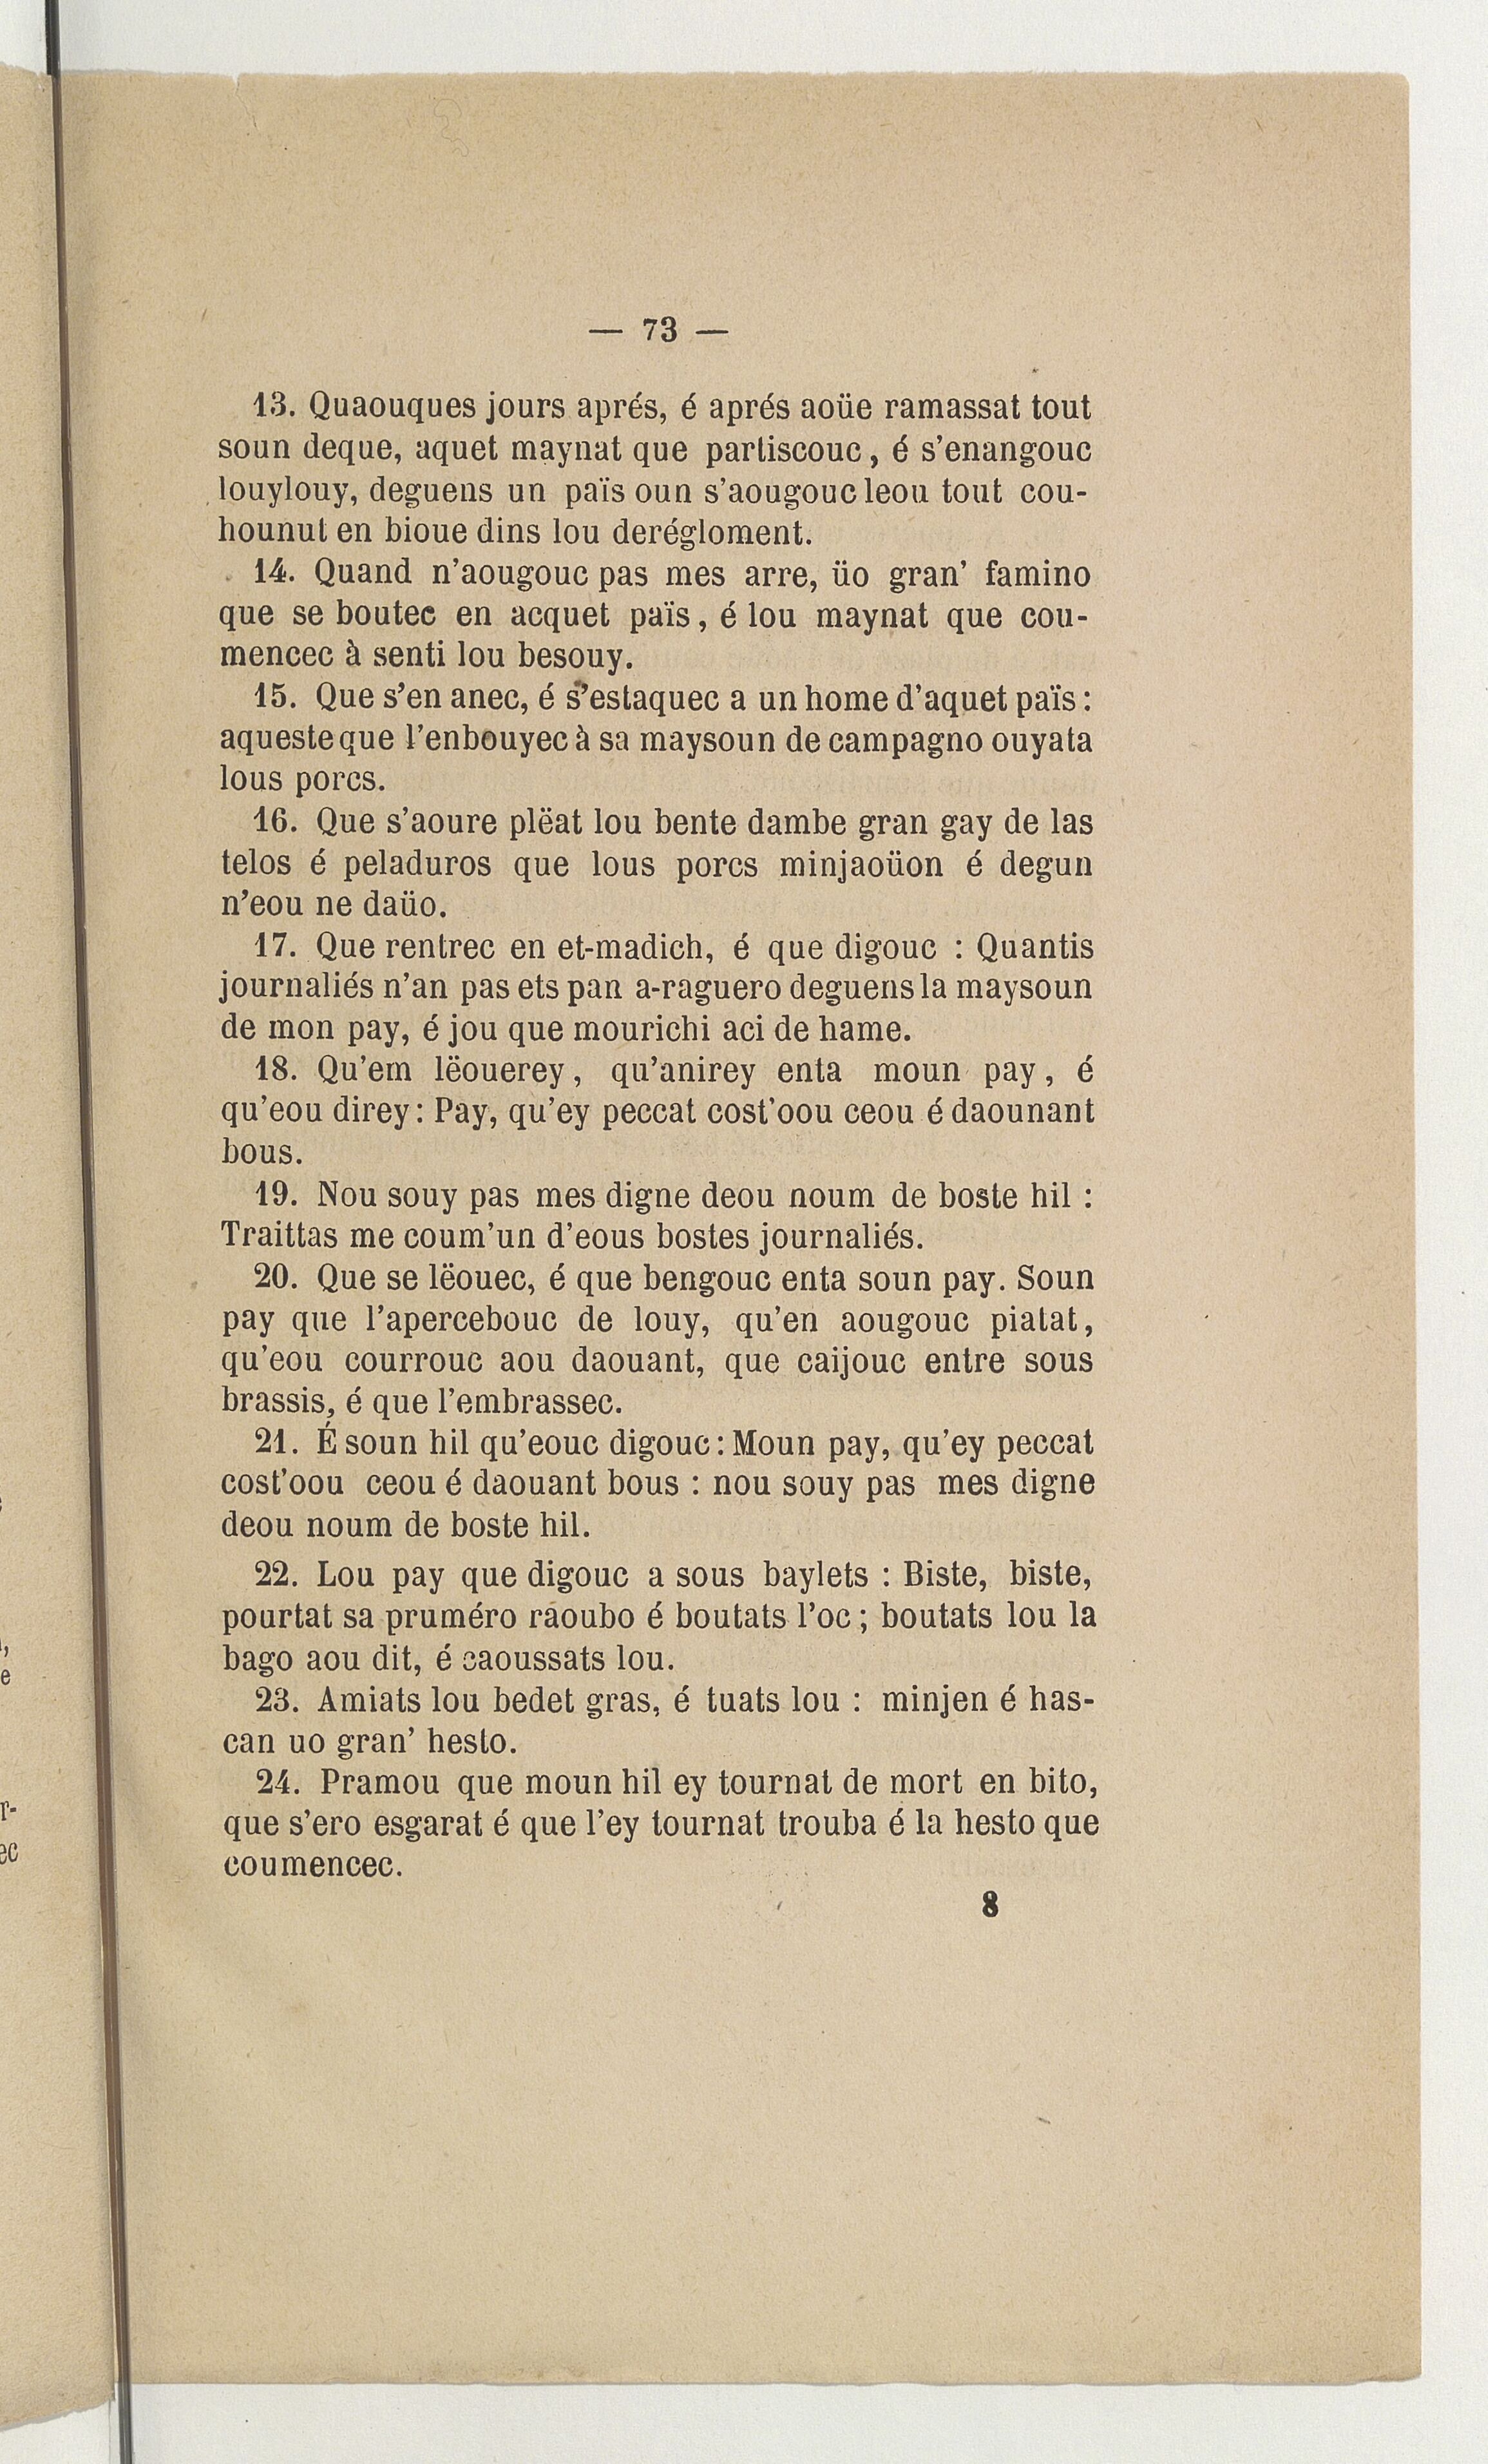 — 73 —
13. Quaouques jours aprés, é aprés aoüe ramassat tout
soun deque, aquet maynat que partiscouc, é s'enangouc
louylouy, deguens un païs oun s'aougouc leou tout cou-
hounut en bioue dins lou derégloment.
14. Quand n'aougouc pas mes arre, üo gran' famino
que se boutec en acquet païs, é lou maynat que cou-
mencec à senti lou besouy.
15. Que s'en anec, é s'estaquec a un home d'aquet païs :
aqueste que l'enbouyec à sa maysoun de campagno ouyata
lous porcs.
16. Que s'aoure plëat lou bente dambe gran gay de las
telos é peladuros que lous porcs minjaoüon é degun
n'eou ne daüo.
17. Que rentrec en et-madich, é que digouc : Quantis
journaliés n'an pas ets pan a-raguero deguens la maysoun
de mon pay, é jou que mourichi aci de hame.
18. Qu'em lëouerey, qu'anirey enta moun pay, é
qu'eou direy : Pay, qu'ey peccat cost'oou ceou é daounant
bous.
19. Nou souy pas mes digne deou noum de boste hil :
Traittas me coum'un d'eous bostes journaliés.
20. Que se lëouec, é que bengouc enta soun pay. Soun
pay que l'apercebouc de louy, qu'en aougouc piatat,
qu'eou courrouc aou daouant, que caijouc entre sous
brassis, é que l'embrassec.
21. É soun hil qu'eouc digouc : Moun pay, qu'ey peccat
cost'oou ceou é daouant bous : nou souy pas mes digne
deou noum de boste hil.
22. Lou pay que digouc a sous baylets : Biste, biste,
pourtat sa pruméro raoubo é boutats l'oc ; boutats lou la
bago aou dit, é caoussats lou.
23. Amiats lou bedet gras, é tuats lou : minjen é has-
can uo gran' hesto.
24. Pramou que moun hil ey tournat de mort en bito,
que s'ero esgarat é que l'ey tournat trouba é la hesto que
coumencec.
8